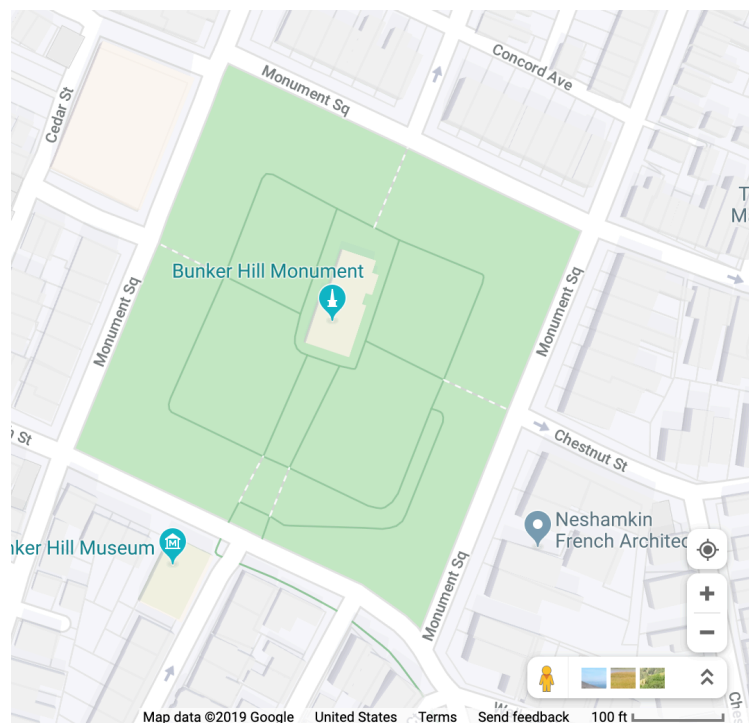 Concord Ave
Monument Sq
Cedar St
Bunker Hill Monument
Monument Sq
Monument Sq
St
Chestnut St
Neshamkin
French Architec
nker Hill Museum
Monument Sq
Map data ©2019 Google
United States
Terms
Send feedback
100 ft